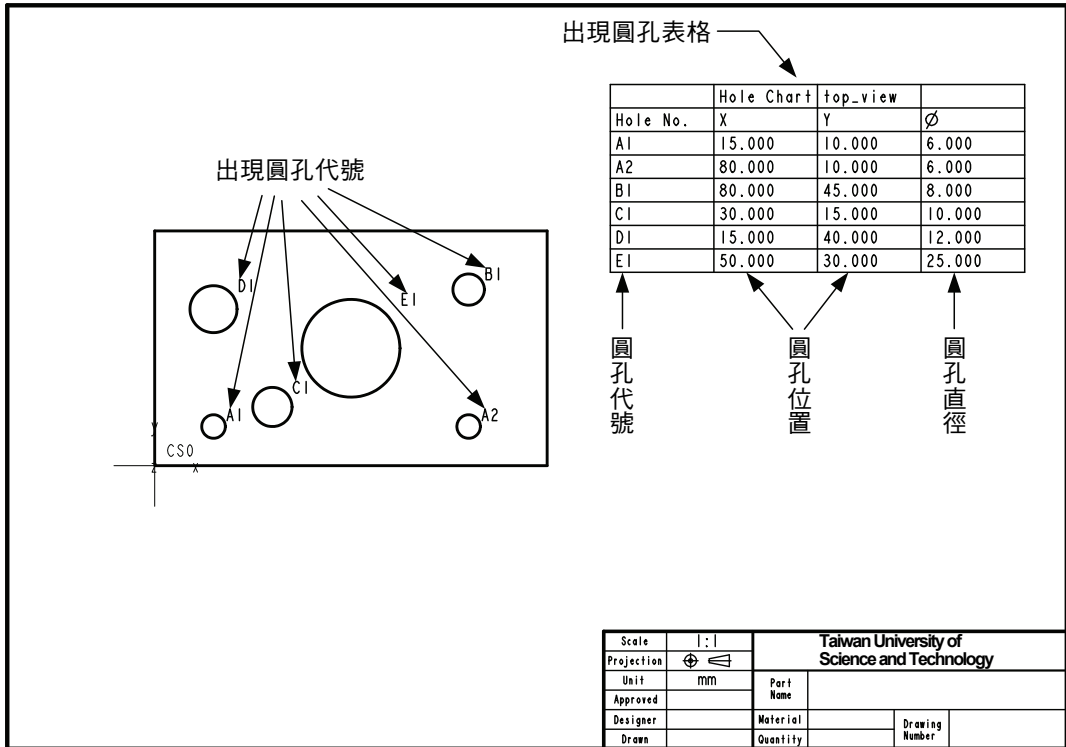 出現圓孔表格
Hole Chart top_view
Hole No. X Y Ø
A1 15.000 10.000 6.000
A2 80.000 10.000 6.000
B1 80.000 45.000 8.000
C1 30.000 15.000 10.000
D1 15.000 40.000 12.000
E1 50.000 30.000 25.000
圓孔代號
圓孔位置
圓孔直徑
出現圓孔代號
D1
E1
B1
C1
A1
A2
Y
CS0
Z
X
Scale 1:1
Projection
Unit mm
Approved
Designer
Drawn
Taiwan University of
Science and Technology
Part
Name
Material
Quantity
Drawing
Number